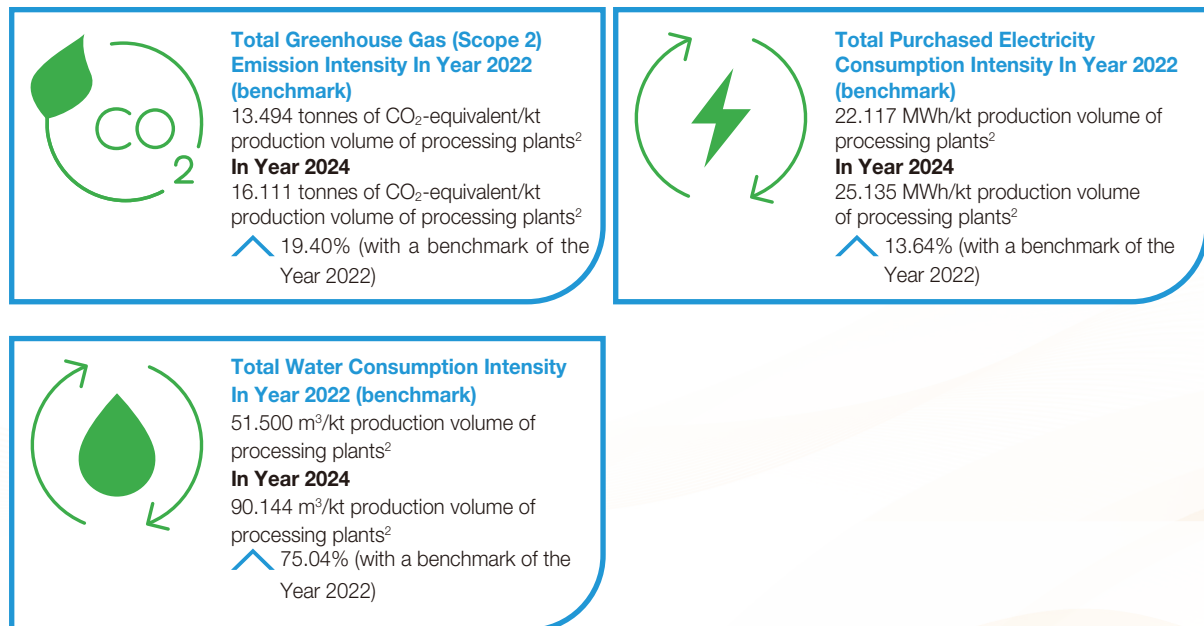 CO2
Total Greenhouse Gas (Scope 2)
Emission Intensity In Year 2022
(benchmark)
13.494 tonnes of CO₂-equivalent/kt
production volume of processing plants²
In Year 2024
16.111 tonnes of CO₂-equivalent/kt
production volume of processing plants²
19.40% (with a benchmark of the
Year 2022)
Total Purchased Electricity
Consumption Intensity In Year 2022
(benchmark)
22.117 MWh/kt production volume of
processing plants²
In Year 2024
25.135 MWh/kt production volume
of processing plants²
13.64% (with a benchmark of the
Year 2022)
Total Water Consumption Intensity
In Year 2022 (benchmark)
51.500 m³/kt production volume of
processing plants²
In Year 2024
90.144 m³/kt production volume of
processing plants²
75.04% (with a benchmark of the
Year 2022)